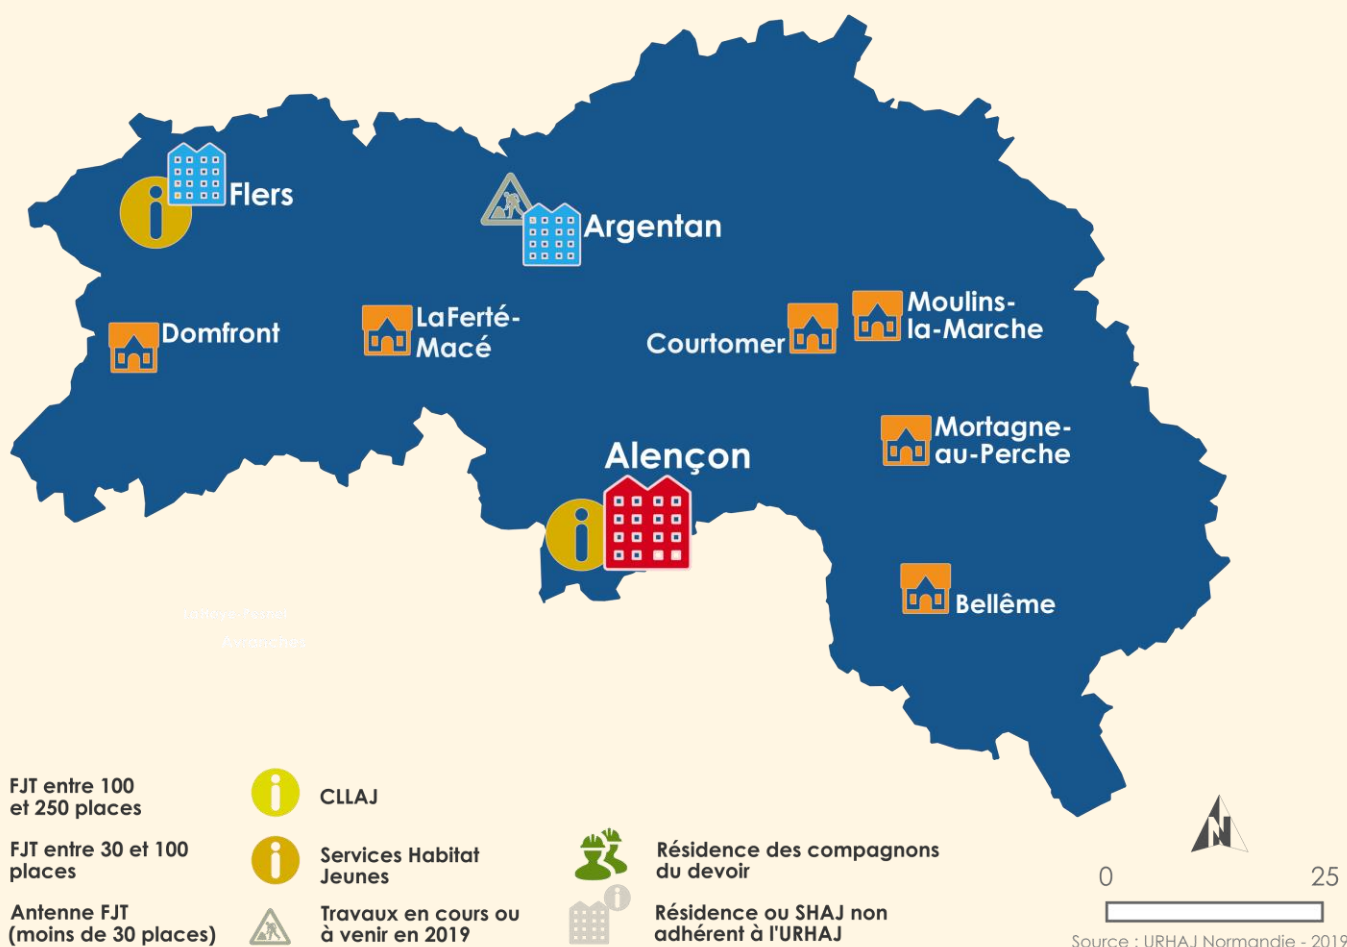 Flers
Argentan
Domfront
LaFerté-
Macé
Courtomer
Moulins-
la-Marche
Mortagne-
au-Perche
Alençon
Bellême
FJT entre 100
et 250 places
FJT entre 30 et 100
places
Antenne FJT
(moins de 30 places)
CLLAJ
Services Habitat
Jeunes
Travaux en cours ou
à venir en 2019
Résidence des compagnons
du devoir
Résidence ou SHAJ non
adhérent à l'URHAJ
N
0 25
Source : URHAJ Normandie - 2019